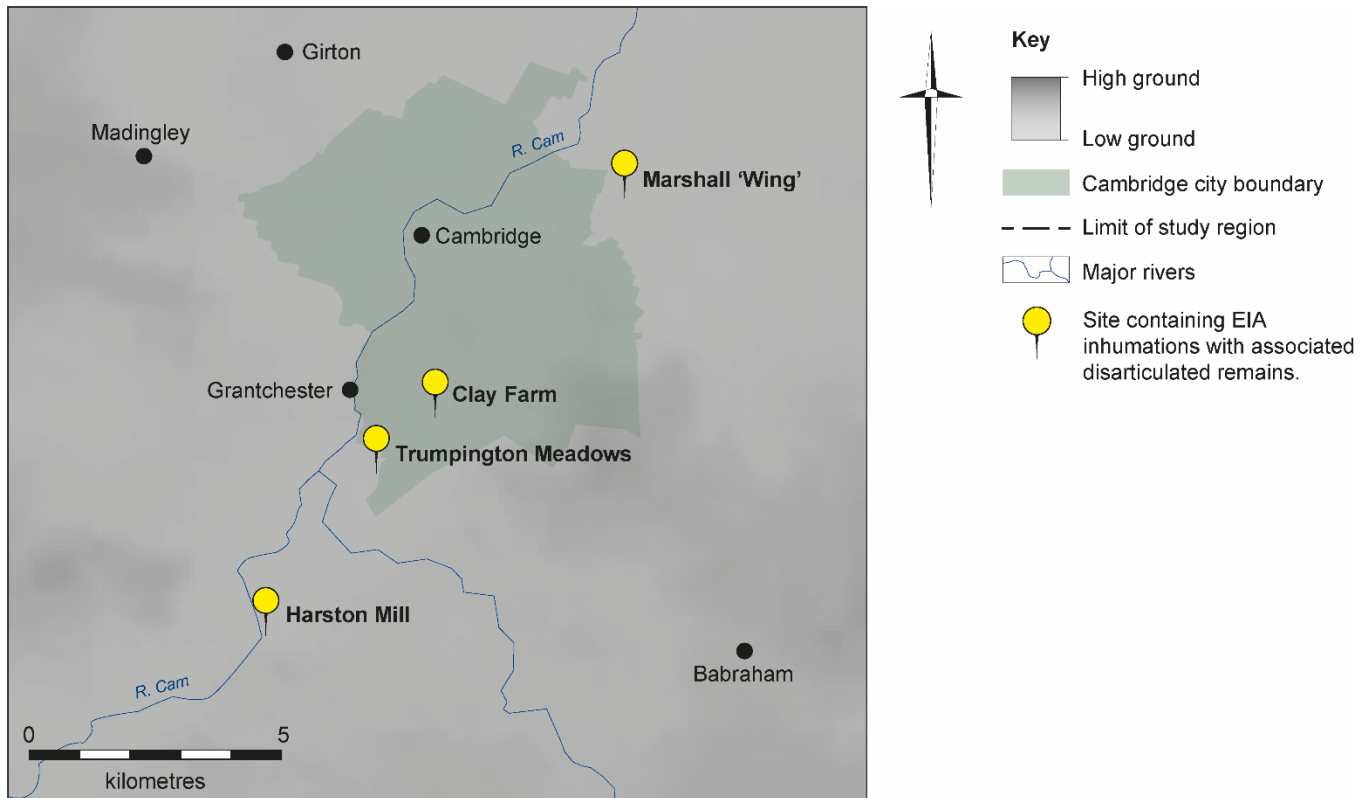 Girton
Madingley
R. Cam
Marshall ‘Wing’
Cambridge
Grantchester
Clay Farm
Trumpington Meadows
Harston Mill
Babraham
R. Cam
0 5
kilometres
Key
High ground
Low ground
Cambridge city boundary
Limit of study region
Major rivers
Site containing EIA
inhumations with associated
disarticulated remains.